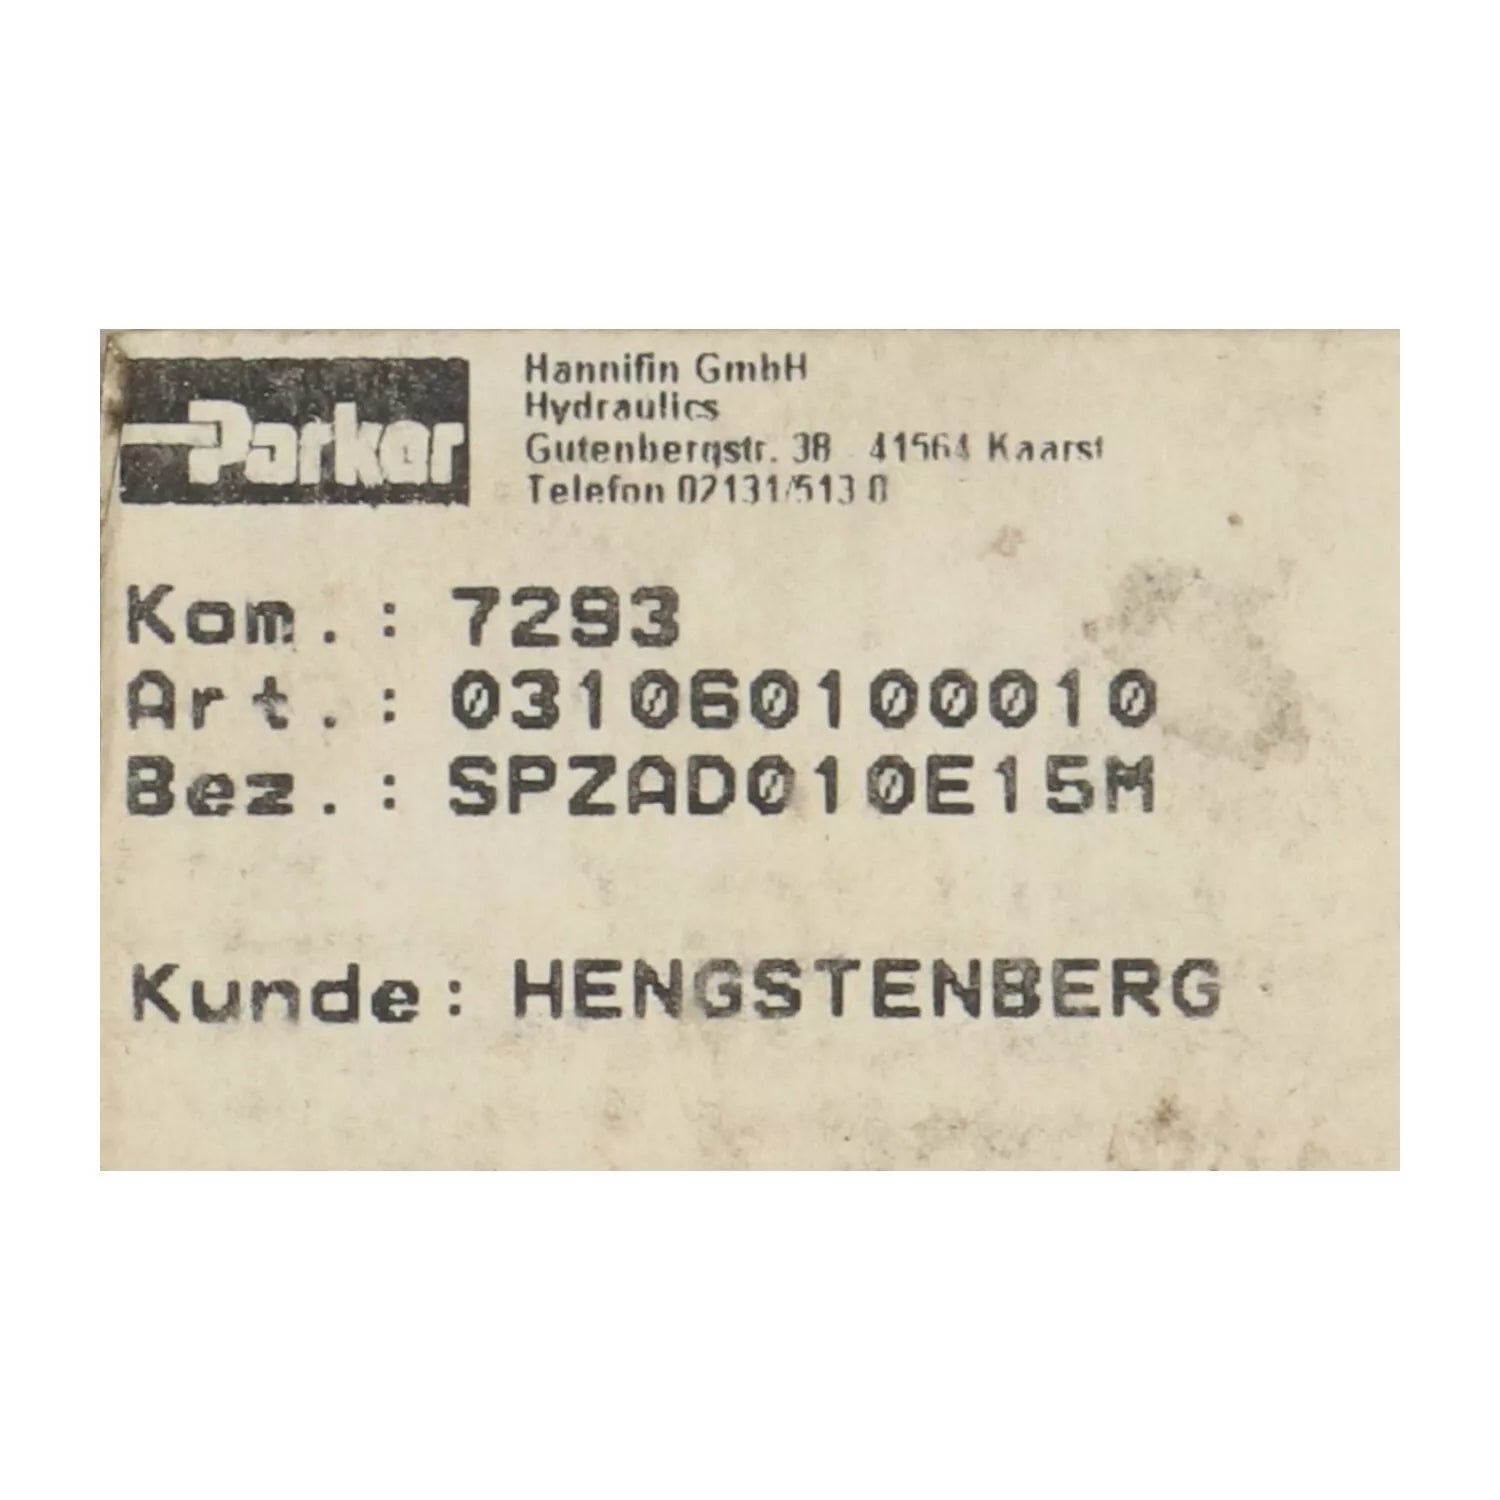 Parker
Hannifin GmbH
Hydraulics
Gutenbergstr. 38 41564 Kaarst
Telefon 02131/513 0
Kom.: 7293
Art.: 031060100010
Bez.: SPZAD010E15M
Kunde: HENGSTENBERG